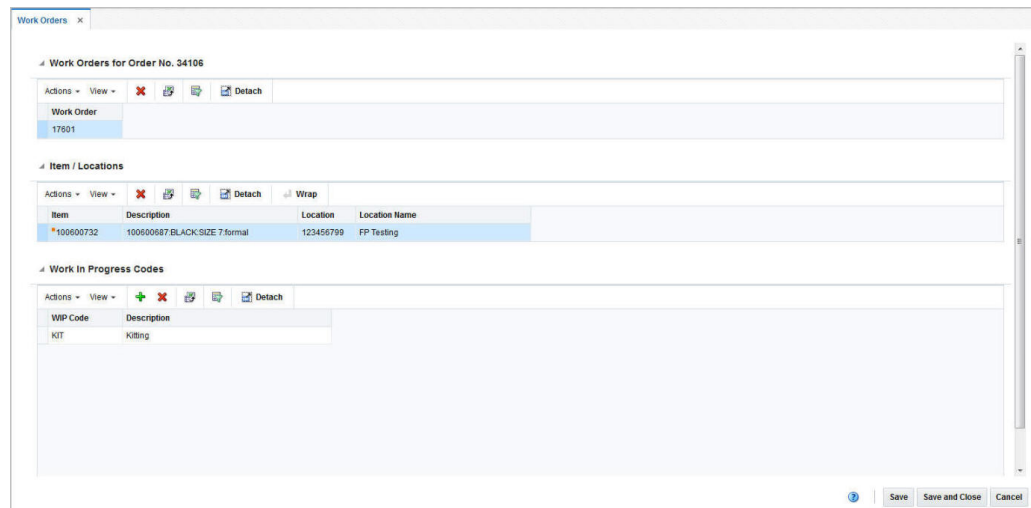 Work Orders ×
Work Orders for Order No. 34106
Actions View Detach
Work Order
17601
Item / Locations
Actions View Detach Wrap
Item Description Location Location Name
*100600732 100600687:BLACK:SIZE 7:formal 123456799 FP Testing
Work In Progress Codes
Actions View Detach
WIP Code Description
KIT Kitting
? Save Save and Close Cancel